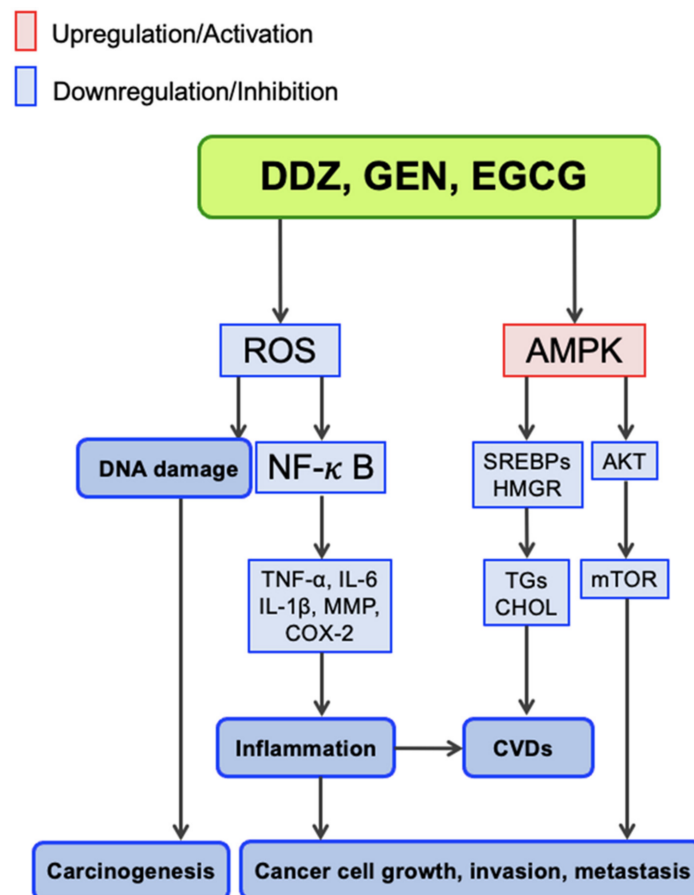 Upregulation/Activation
Downregulation/Inhibition
DDZ, GEN, EGCG
ROS
AMPK
DNA damage
NF-κ B
SREBPs
HMGR
AKT
TNF-α, IL-6
IL-1β, MMP,
COX-2
TGs
CHOL
mTOR
Inflammation
CVDs
Carcinogenesis
Cancer cell growth, invasion, metastasis